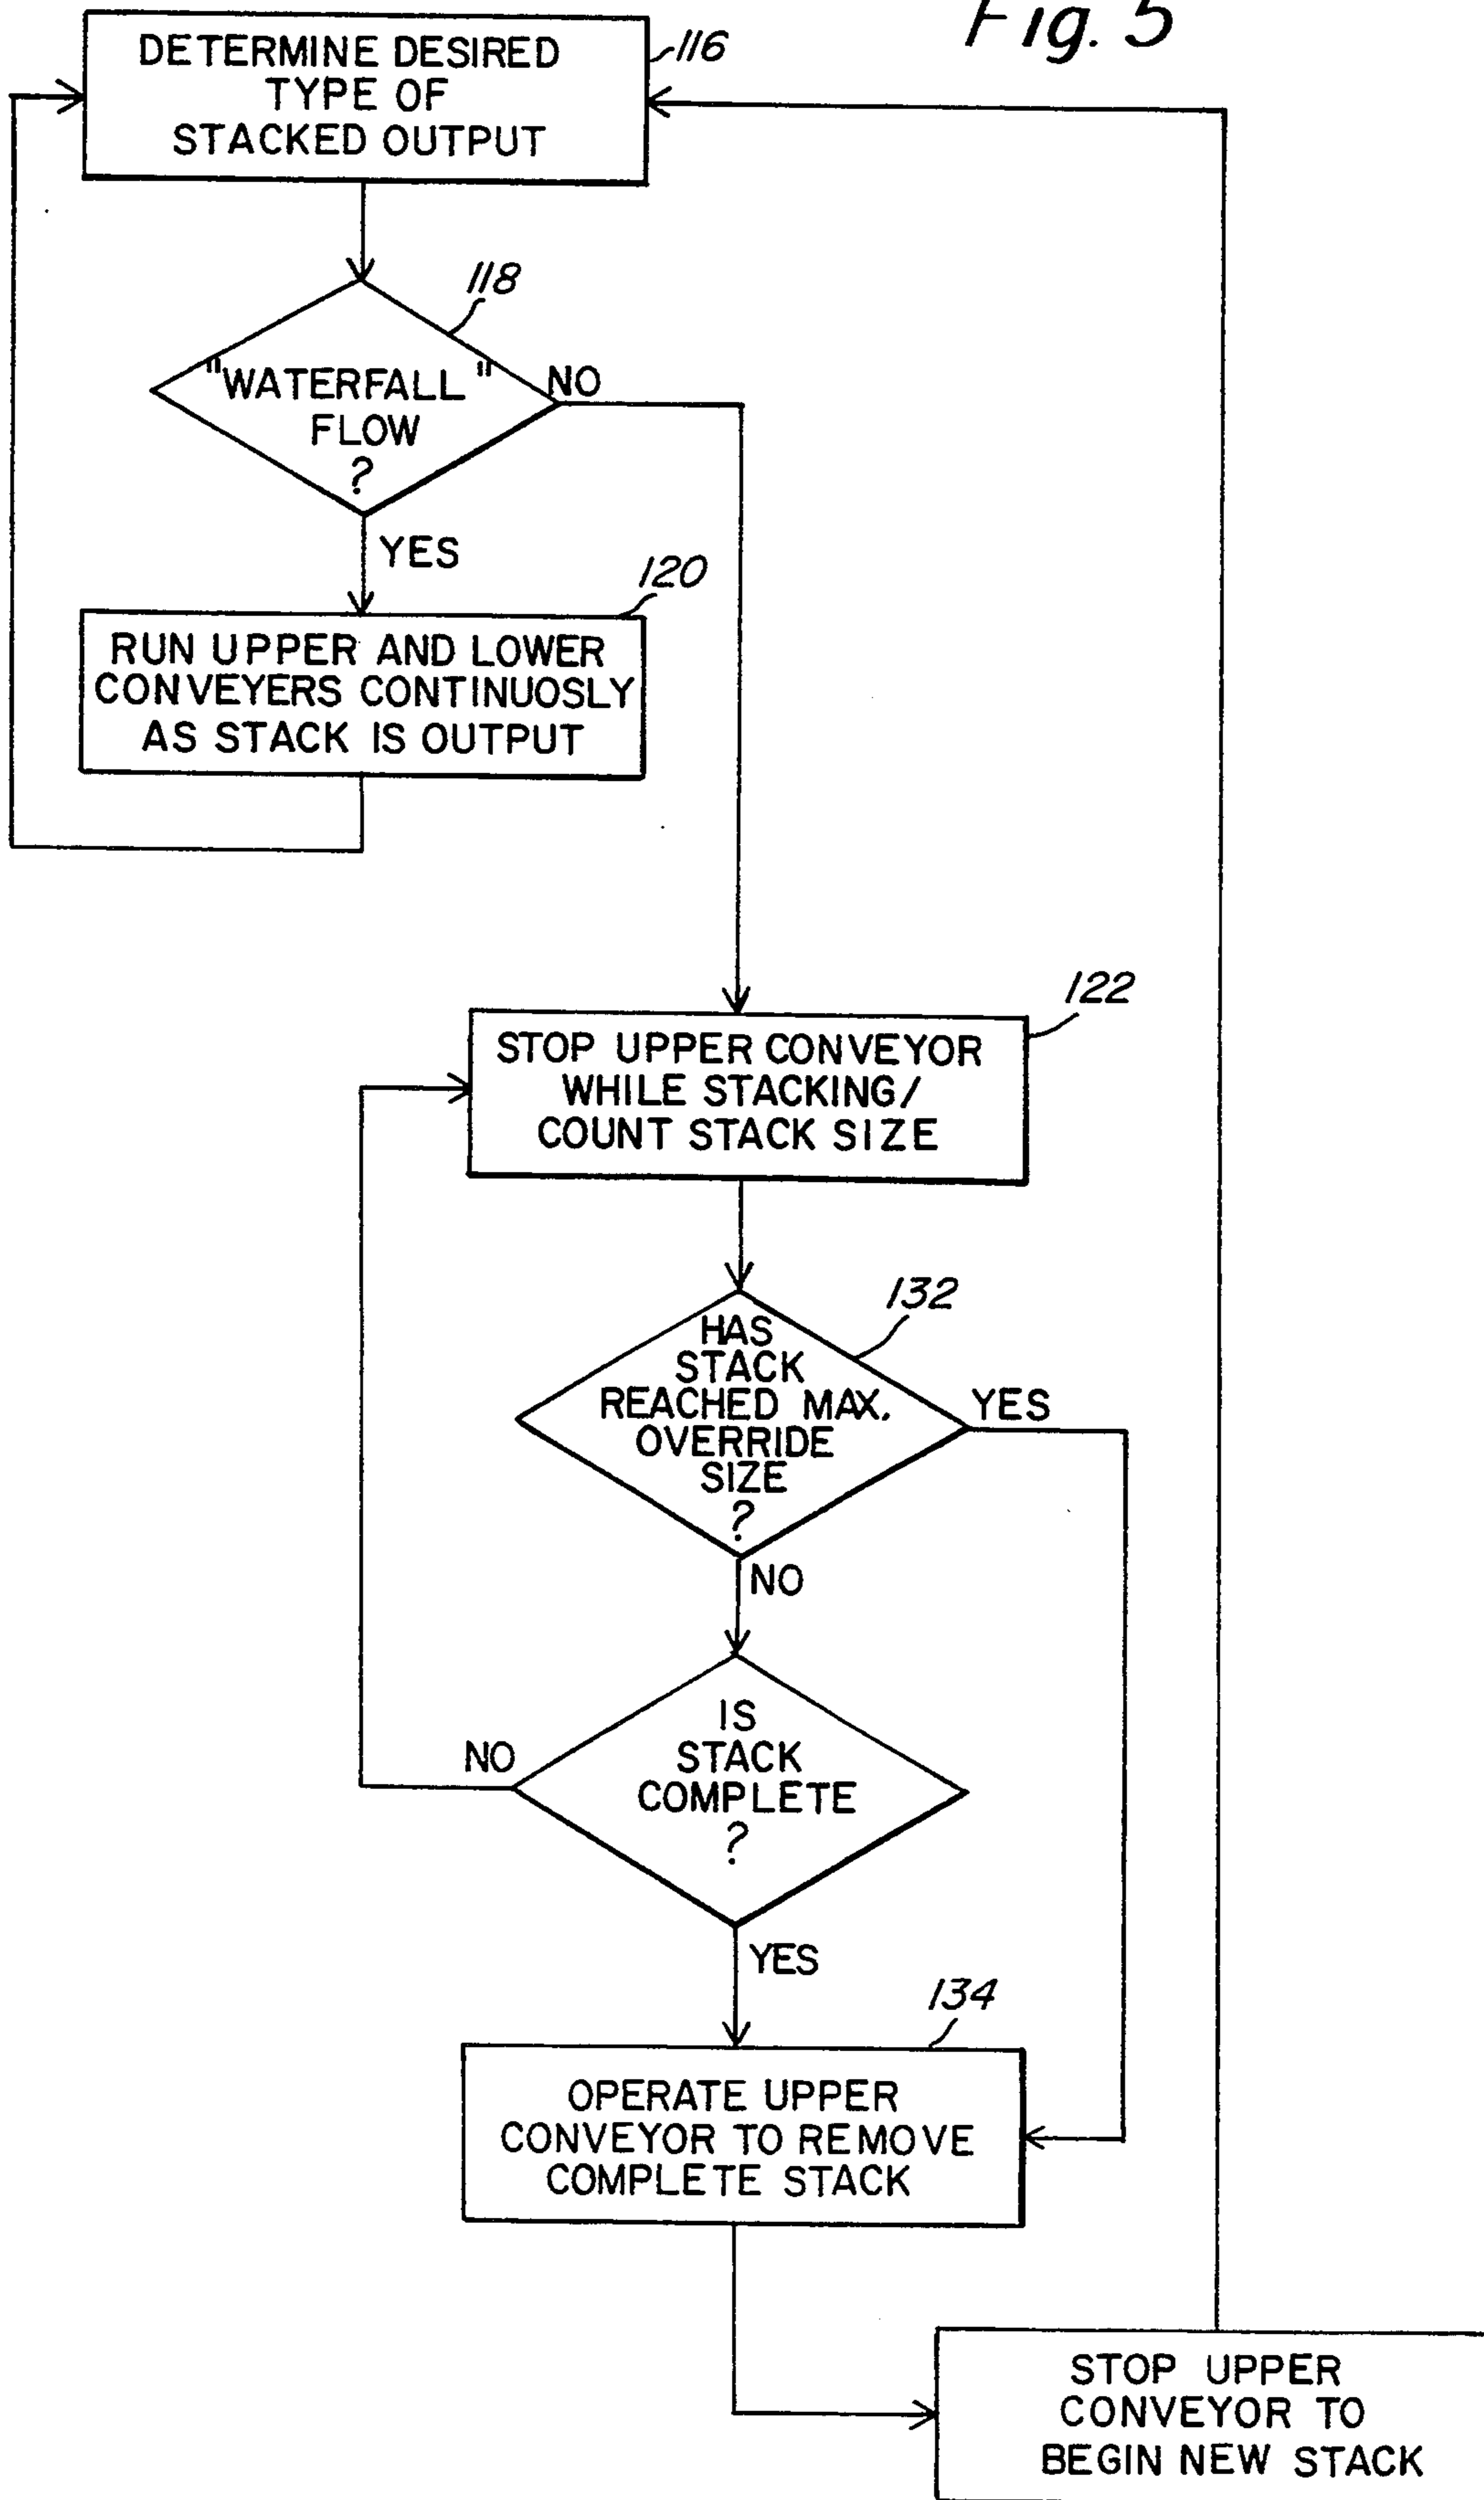 Fig. 5
DETERMINE DESIRED
TYPE OF
STACKED OUTPUT
116
118
"WATERFALL"
FLOW
?
NO
YES
120
RUN UPPER AND LOWER
CONVEYERS CONTINUOSLY
AS STACK IS OUTPUT
122
STOP UPPER CONVEYOR
WHILE STACKING/
COUNT STACK SIZE
132
HAS
STACK
REACHED MAX.
OVERRIDE
SIZE
?
YES
NO
IS
STACK
COMPLETE
?
NO
YES
134
OPERATE UPPER
CONVEYOR TO REMOVE
COMPLETE STACK
STOP UPPER
CONVEYOR TO
BEGIN NEW STACK